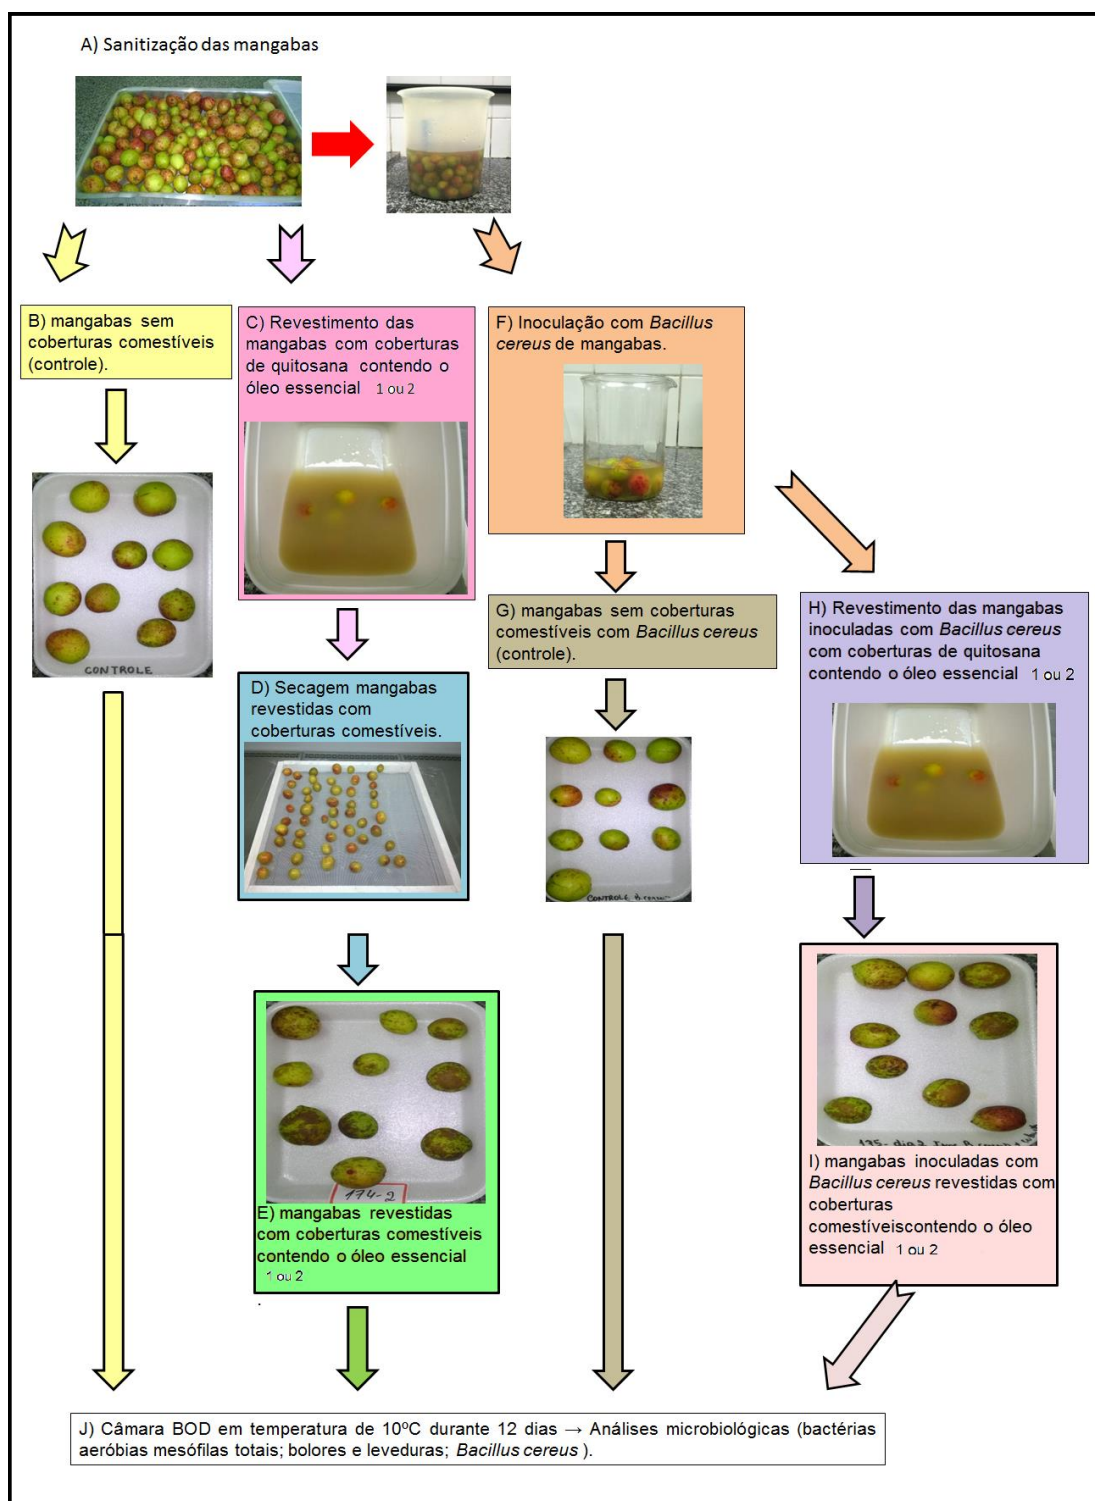 A) Sanitização das mangabas
B) mangabas sem
coberturas comestíveis
(controle).
C) Revestimento das
mangabas com coberturas
de quitosana contendo o
óleo essencial 1 ou 2
F) Inoculação com Bacillus
cereus de mangabas.
CONTROLE
D) Secagem mangabas
revestidas com
coberturas comestíveis.
G) mangabas sem coberturas
comestíveis com Bacillus cereus
(controle).
H) Revestimento das mangabas
inoculadas com Bacillus cereus
com coberturas de quitosana
contendo o óleo essencial 1 ou 2
CONTROLE
174-2
E) mangabas revestidas
com coberturas comestíveis
contendo o óleo essencial
1 ou 2
.
I) mangabas inoculadas com
Bacillus cereus revestidas com
coberturas
comestíveiscontendo o óleo
essencial 1 ou 2
J) Câmara BOD em temperatura de 10ºC durante 12 dias → Análises microbiológicas (bactérias
aeróbias mesófilas totais; bolores e leveduras; Bacillus cereus ).